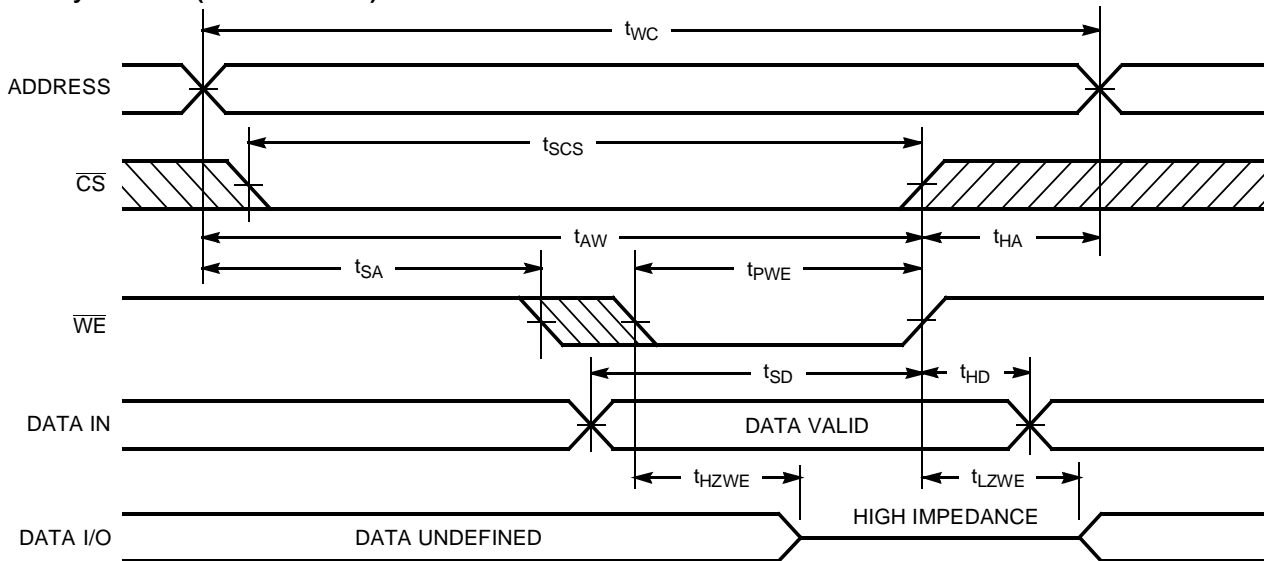 tWC
ADDRESS
tSCS
CS
tAW
tHA
tSA
tPWE
WE
tSD
tHD
DATA IN
DATA VALID
tHZWE
tLZWE
HIGH IMPEDANCE
DATA I/O
DATA UNDEFINED